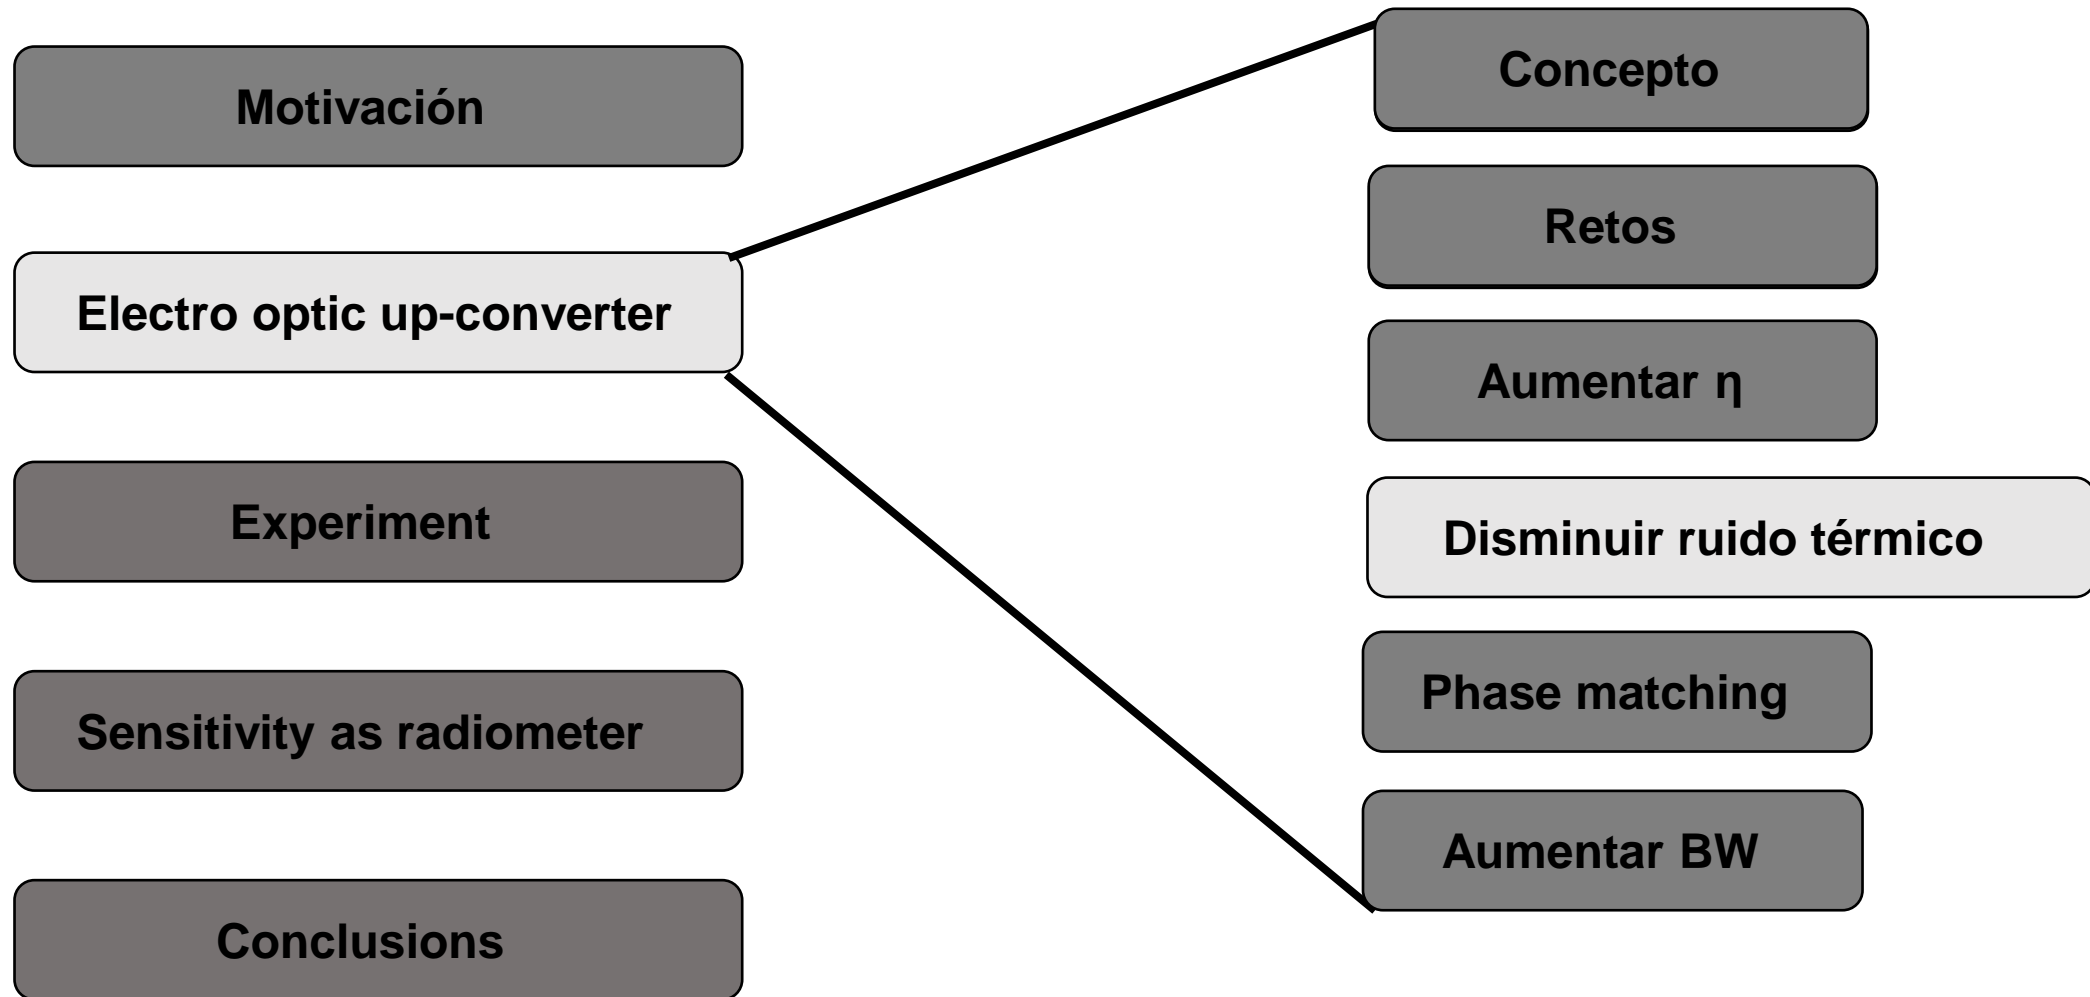 Motivación
Electro optic up-converter
Experiment
Sensitivity as radiometer
Conclusions
Concepto
Retos
Aumentar η
Disminuir ruido térmico
Phase matching
Aumentar BW